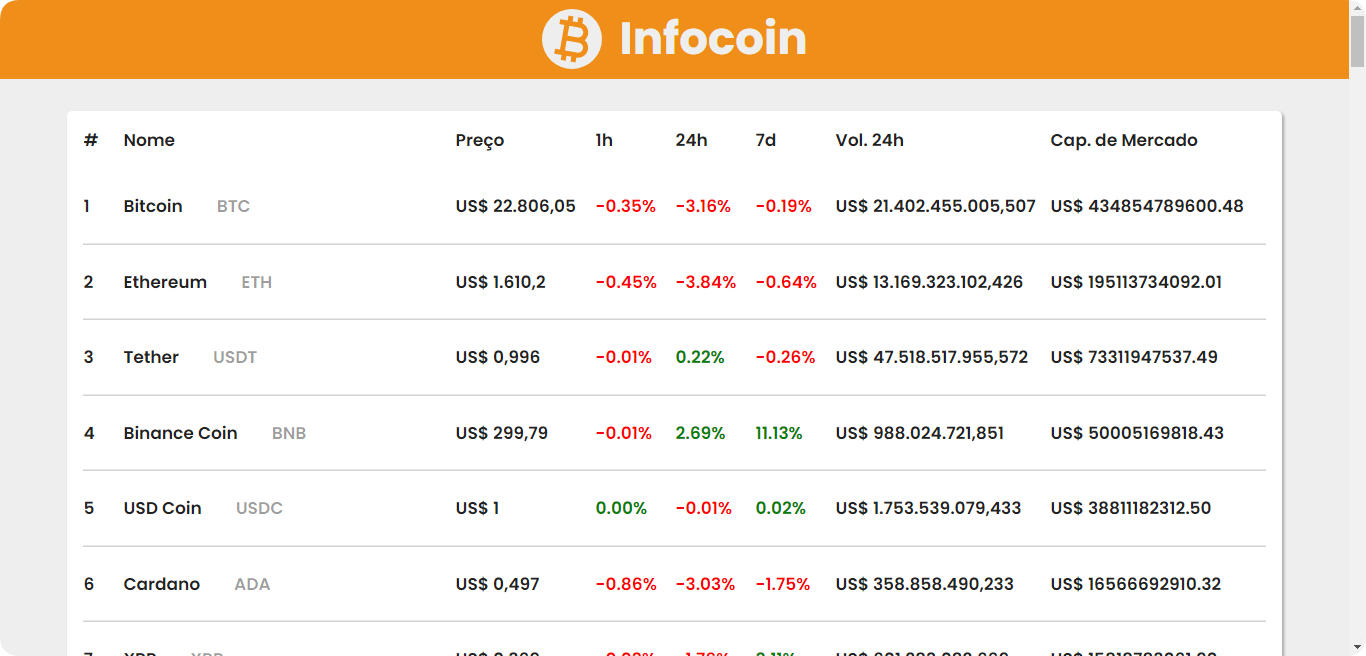 Infocoin
# Nome Preço 1h 24h 7d Vol. 24h Cap. de Mercado
1 Bitcoin BTC US$ 22.806,05 -0.35% -3.16% -0.19% US$ 21.402.455.005,507 US$ 434854789600.48
2 Ethereum ETH US$ 1.610,2 -0.45% -3.84% -0.64% US$ 13.169.323.102,426 US$ 195113734092.01
3 Tether USDT US$ 0,996 -0.01% 0.22% -0.26% US$ 47.518.517.955,572 US$ 73311947537.49
4 Binance Coin BNB US$ 299,79 -0.01% 2.69% 11.13% US$ 988.024.721,851 US$ 50005169818.43
5 USD Coin USDC US$ 1 0.00% -0.01% 0.02% US$ 1.753.539.079,433 US$ 38811182312.50
6 Cardano ADA US$ 0,497 -0.86% -3.03% -1.75% US$ 358.858.490,233 US$ 16566692910.32
7 XRP XRP US$